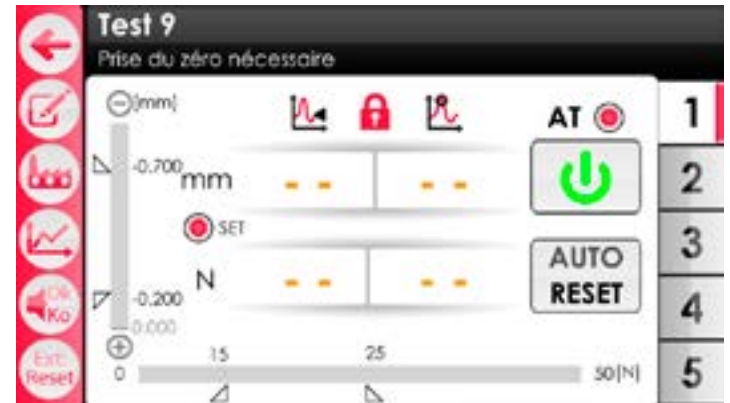 Test 9
Prise du zéro nécessaire
[mm]
AT
1
-0.700
mm
-- --
2
SET
3
AUTO
RESET
N
-- --
-0.200
0.000
4
Ok
Ko
15
25
0
50[N]
5
Ext
Reset